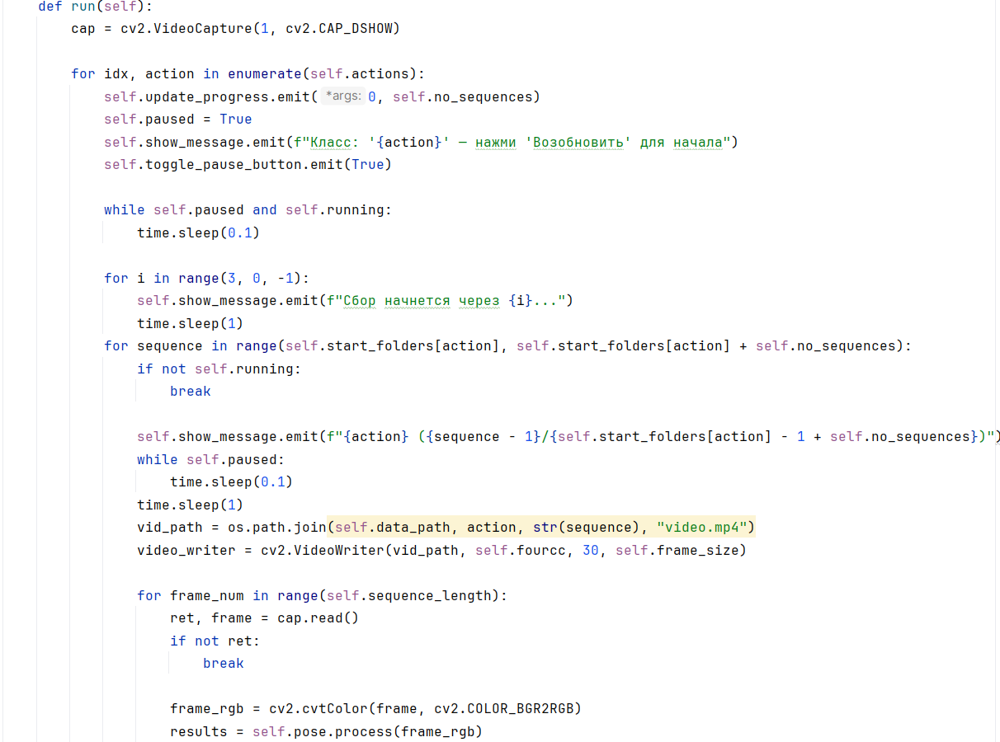 def run(self):
    cap = cv2.VideoCapture(1, cv2.CAP_DSHOW)

    for idx, action in enumerate(self.actions):
        self.update_progress.emit( *args: 0, self.no_sequences)
        self.paused = True
        self.show_message.emit(f"Класс: '{action}' — нажми 'Возобновить' для начала")
        self.toggle_pause_button.emit(True)

        while self.paused and self.running:
            time.sleep(0.1)

        for i in range(3, 0, -1):
            self.show_message.emit(f"Сбор начнется через {i}...")
            time.sleep(1)
        for sequence in range(self.start_folders[action], self.start_folders[action] + self.no_sequences):
            if not self.running:
                break

            self.show_message.emit(f"{action} ({sequence - 1}/{self.start_folders[action] - 1 + self.no_sequences})")
            while self.paused:
                time.sleep(0.1)
            time.sleep(1)
            vid_path = os.path.join(self.data_path, action, str(sequence), "video.mp4")
            video_writer = cv2.VideoWriter(vid_path, self.fourcc, 30, self.frame_size)

            for frame_num in range(self.sequence_length):
                ret, frame = cap.read()
                if not ret:
                    break

                frame_rgb = cv2.cvtColor(frame, cv2.COLOR_BGR2RGB)
                results = self.pose.process(frame_rgb)